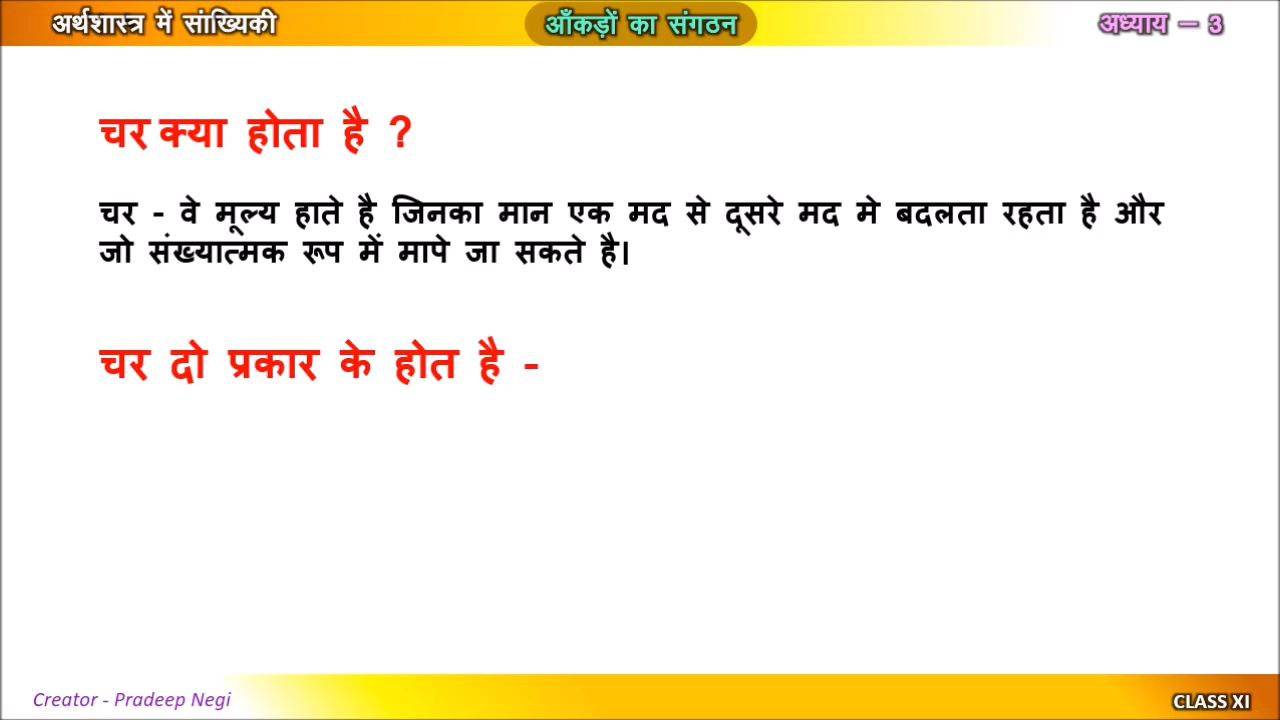 अर्थशास्त्र में सांख्यिकी
आँकड़ों का संगठन
अध्याय – 3
चर क्या होता है ?
चर - वे मूल्य हाते है जिनका मान एक मद से दूसरे मद मे बदलता रहता है और
जो संख्यात्मक रूप में मापे जा सकते है।
चर दो प्रकार के होत है -
Creator - Pradeep Negi
CLASS XI